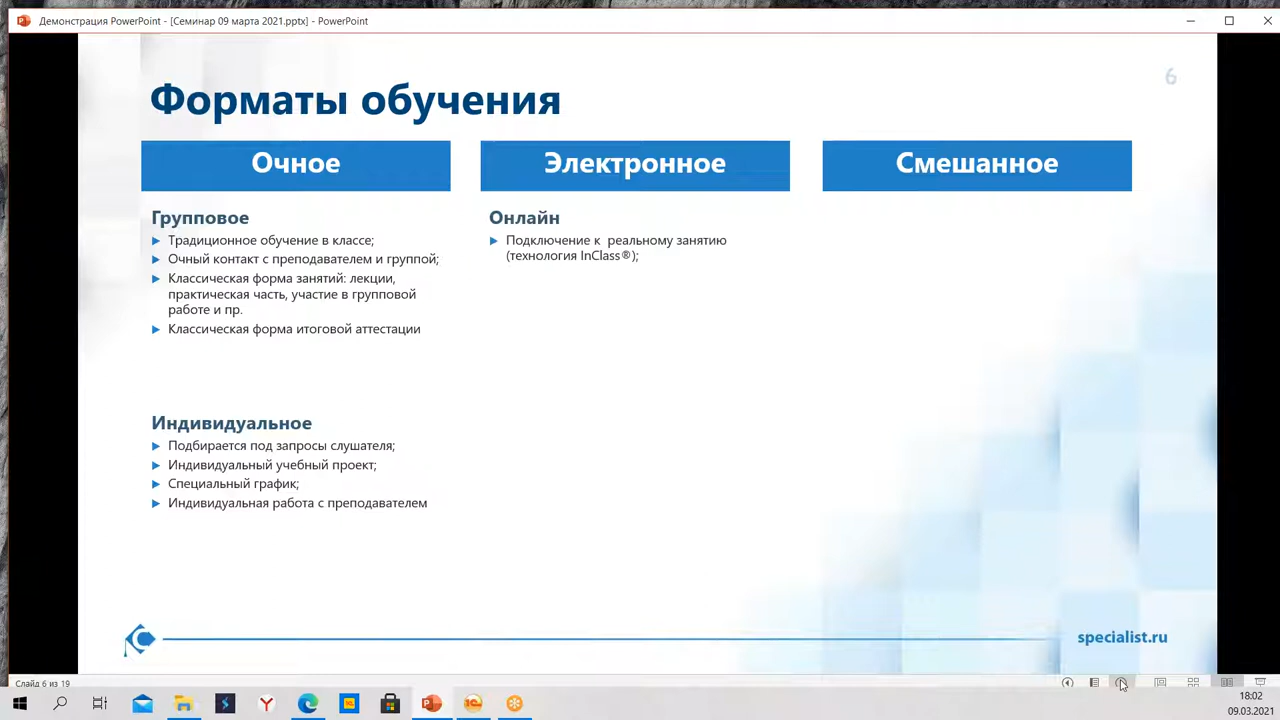 Демонстрация PowerPoint - [Семинар 09 марта 2021.pptx] - PowerPoint
6
Форматы обучения
Очное
Групповое
Традиционное обучение в классе;
Очный контакт с преподавателем и группой;
Классическая форма занятий: лекции,
практическая часть, участие в групповой
работе и пр.
Классическая форма итоговой аттестации
Индивидуальное
Подбирается под запросы слушателя;
Индивидуальный учебный проект;
Специальный график;
Индивидуальная работа с преподавателем
Электронное
Онлайн
Подключение к реальному занятию
(технология InClass®);
Смешанное
specialist.ru
Слайд 6 из 19
18:02
09.03.2021